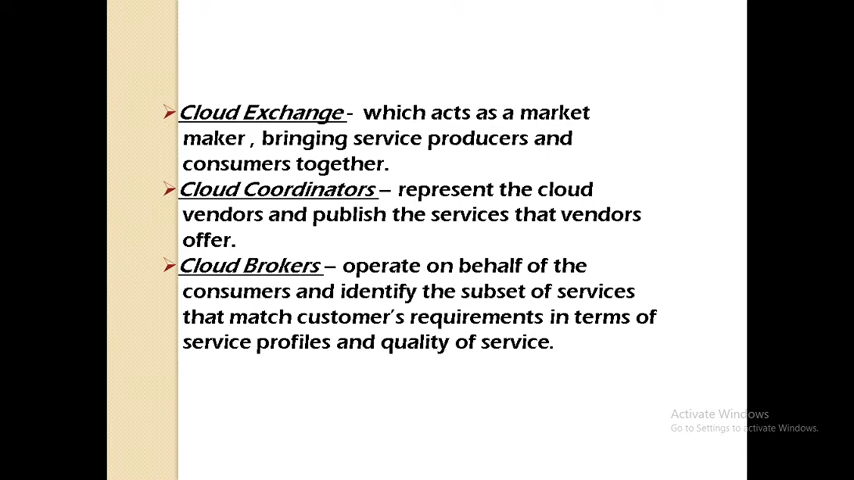 ➢Cloud Exchange - which acts as a market
maker , bringing service producers and
consumers together.
➢Cloud Coordinators – represent the cloud
vendors and publish the services that vendors
offer.
➢Cloud Brokers – operate on behalf of the
consumers and identify the subset of services
that match customer's requirements in terms of
service profiles and quality of service.
Activate Windows
Go to Settings to activate Windows.